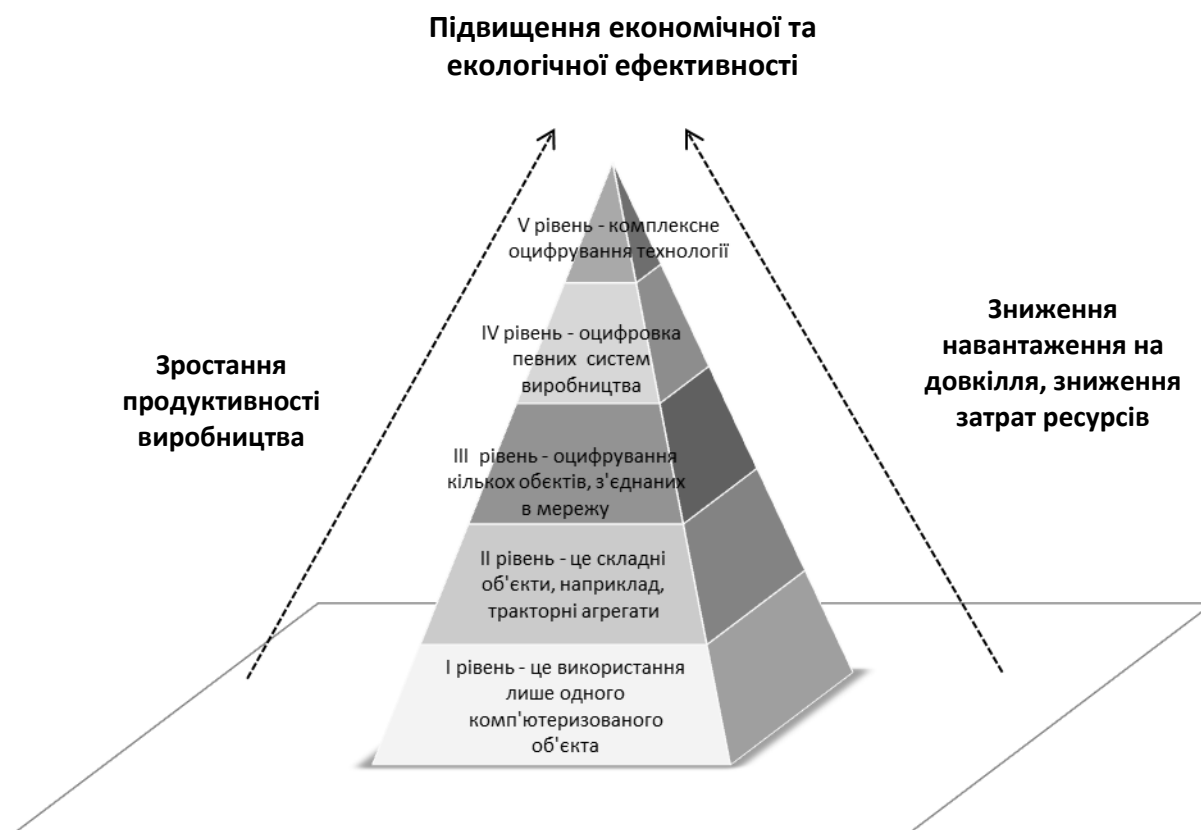 Підвищення економічної та
екологічної ефективності
V рівень - комплексне
оцифрування технології
IV рівень - оцифровка
певних систем
виробництва
III рівень - оцифрування
кількох обєктів, з'єднаних
в мережу
II рівень - це складні
об'єкти, наприклад,
тракторні агрегати
I рівень - це використання
лише одного
комп'ютеризованого
об'єкта
Зростання
продуктивності
виробництва
Зниження
навантаження на
довкілля, зниження
затрат ресурсів